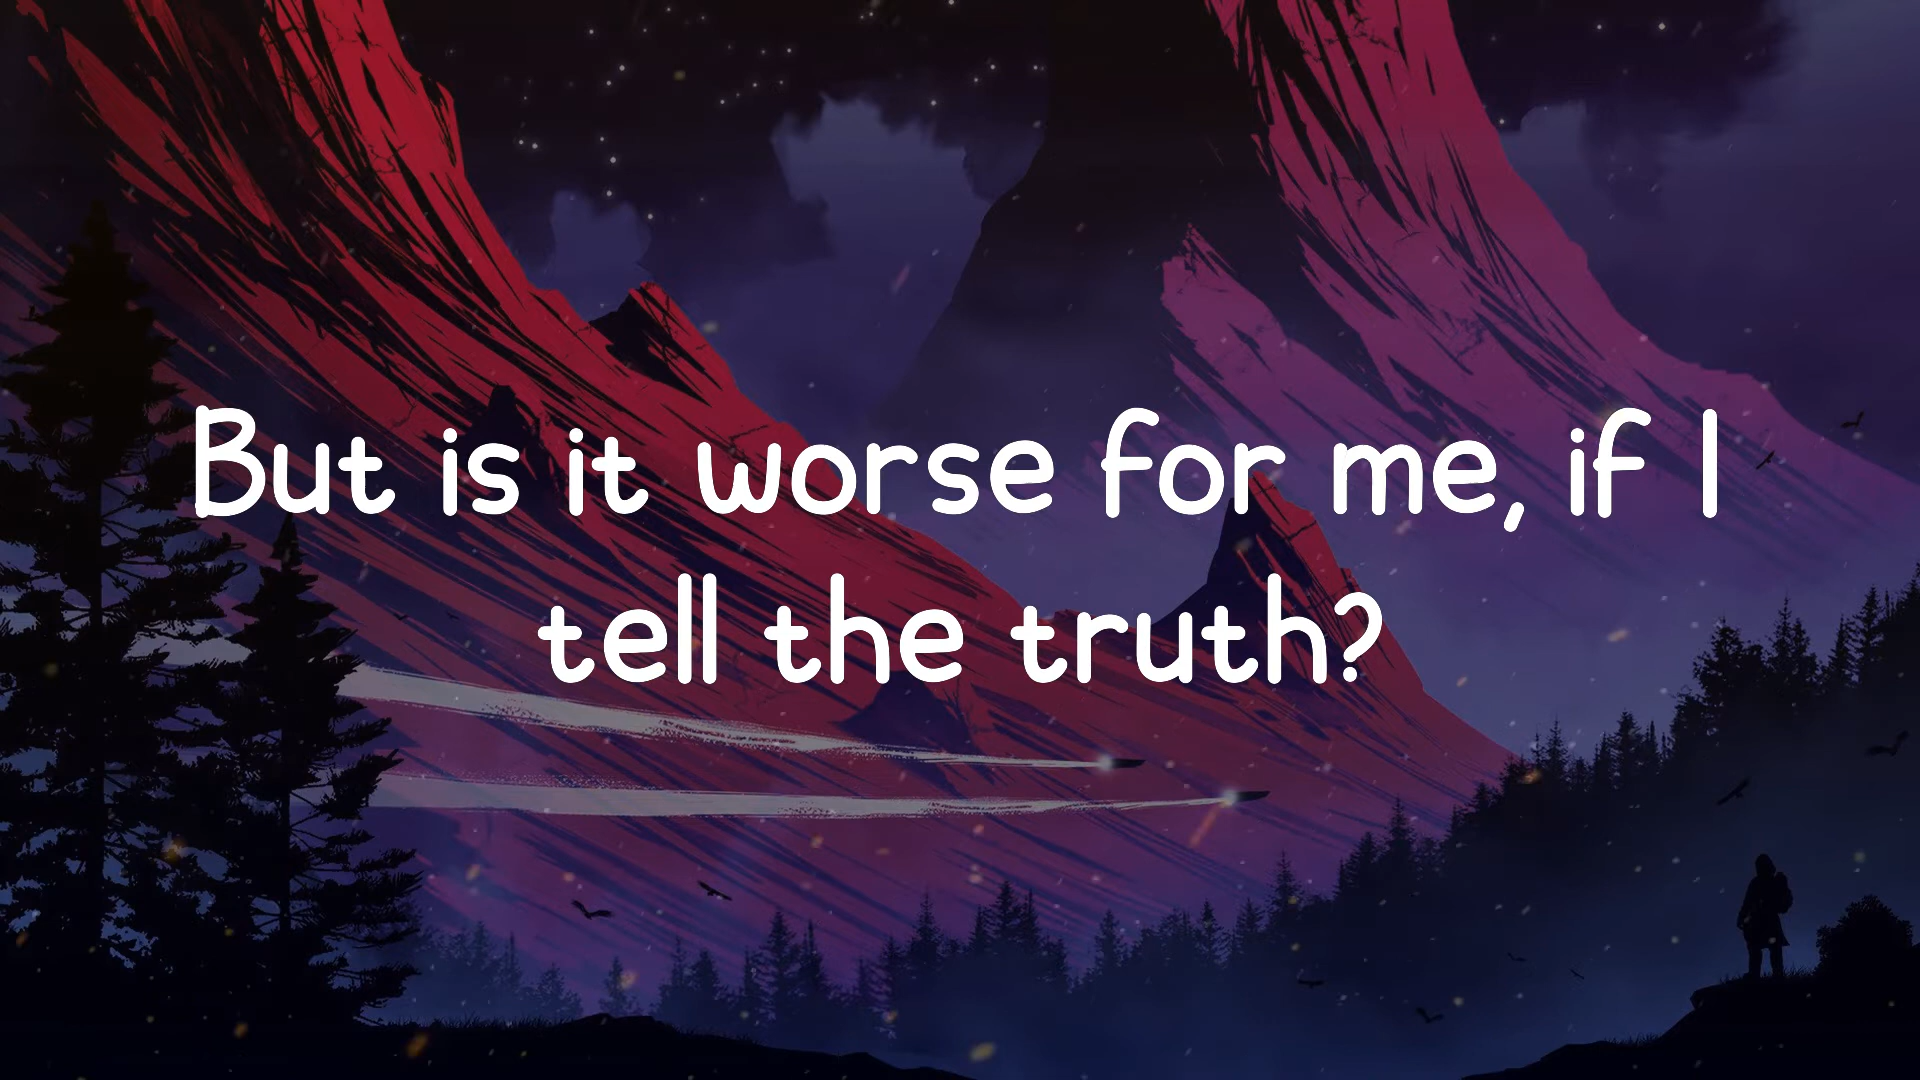 But is it worse for me, if I
tell the truth?